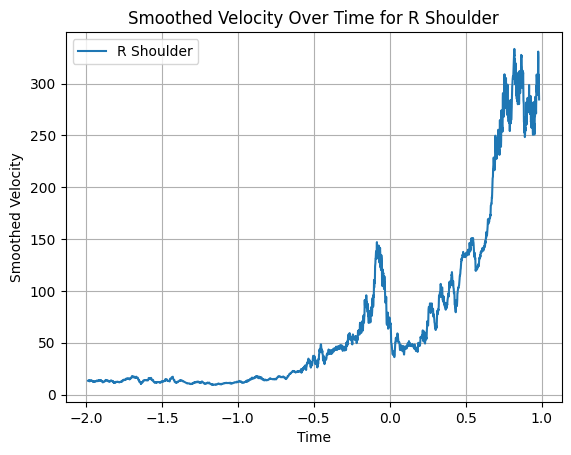 Smoothed Velocity Over Time for R Shoulder
R Shoulder
Smoothed Velocity
300
250
200
150
100
50
0
−2.0 −1.5 −1.0 −0.5 0.0 0.5 1.0
Time